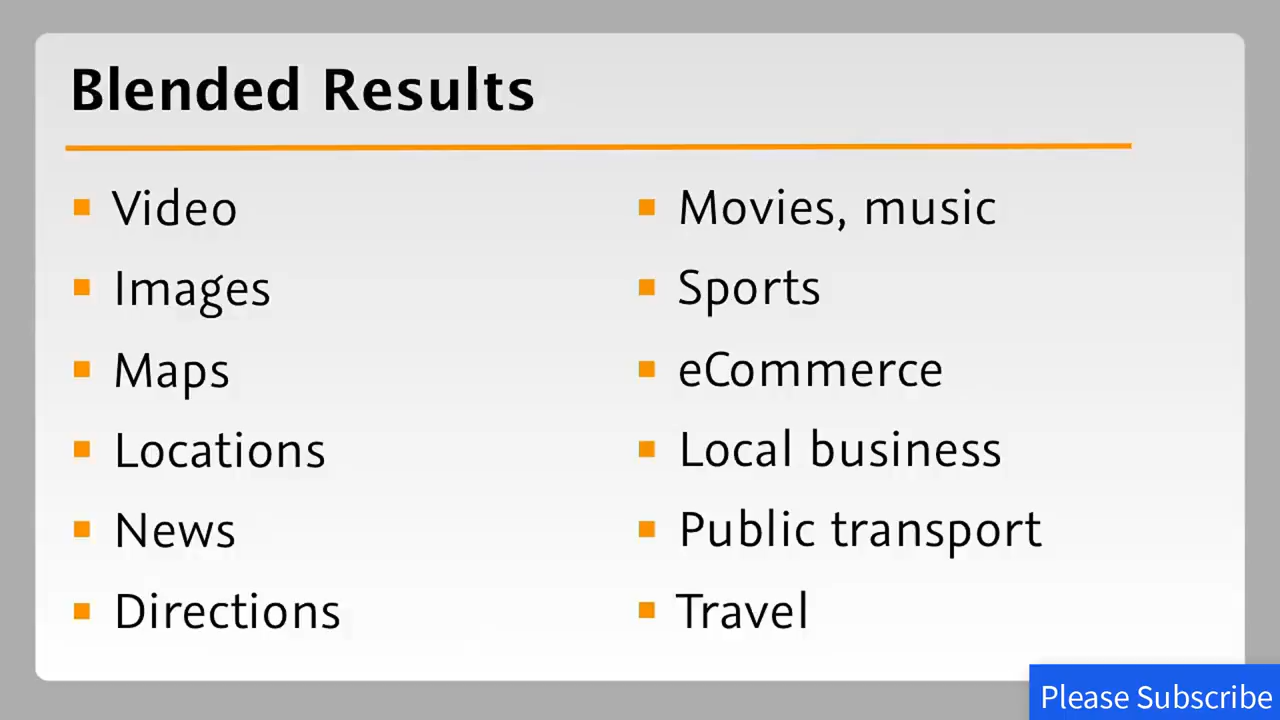 Blended Results
Video
Images
Maps
Locations
News
Directions
Movies, music
Sports
eCommerce
Local business
Public transport
Travel
Please Subscribe